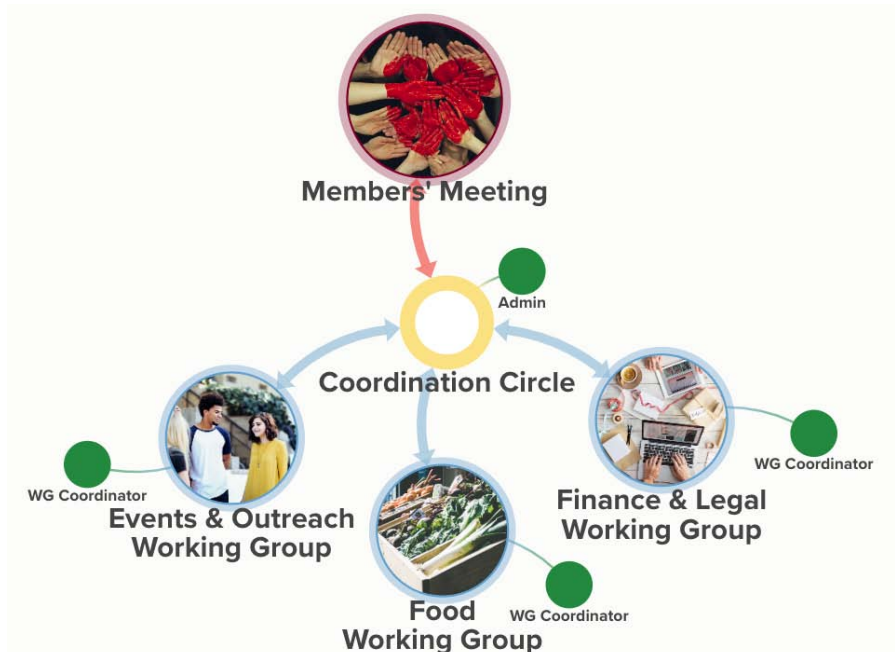 Members' Meeting
Admin
Coordination Circle
WG Coordinator
WG Coordinator
Events & Outreach
Working Group
Finance & Legal
Working Group
Food
Working Group
WG Coordinator